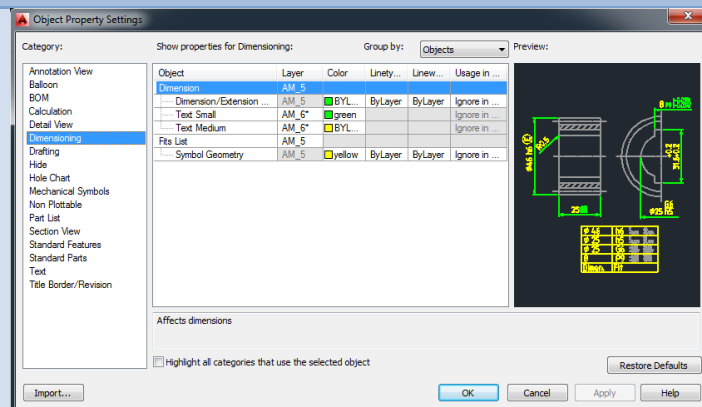 Object Property Settings
Category:
Show properties for Dimensioning:
Group by:
Objects
Preview:
Annotation View
Balloon
BOM
Calculation
Detail View
Dimensioning
Drafting
Hide
Hole Chart
Mechanical Symbols
Non Plottable
Part List
Section View
Standard Features
Standard Parts
Text
Title Border/Revision
Object Layer Color Linety... Linew... Usage in ...
Dimension AM_5
Dimension/Extension ... AM_5 BYL... ByLayer ByLayer Ignore in ...
Text Small AM_6* green Ignore in ...
Text Medium AM_6* BYL... Ignore in ...
Fits List AM_5
Symbol Geometry AM_5 yellow ByLayer ByLayer Ignore in ...
Affects dimensions
Highlight all categories that use the selected object
Restore Defaults
Import...
OK
Cancel
Apply
Help